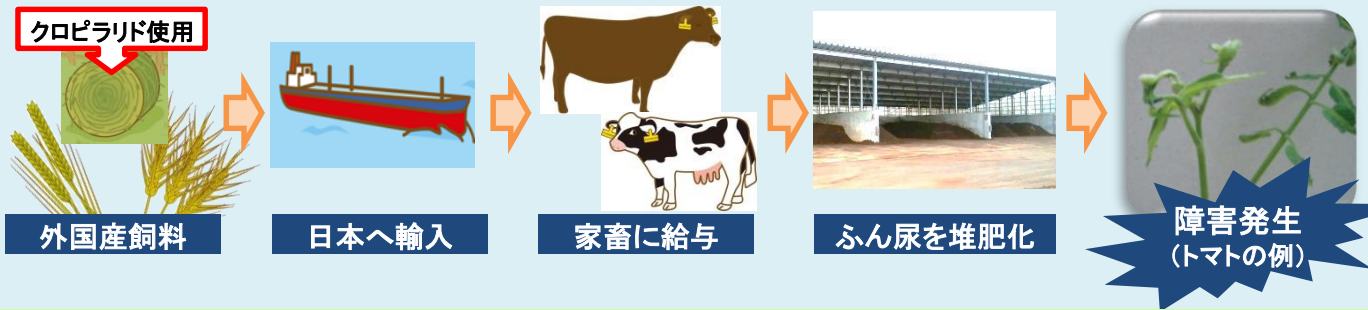 クロピラリド使用
外国産飼料
日本へ輸入
家畜に給与
ふん尿を堆肥化
障害発生
(トマトの例)